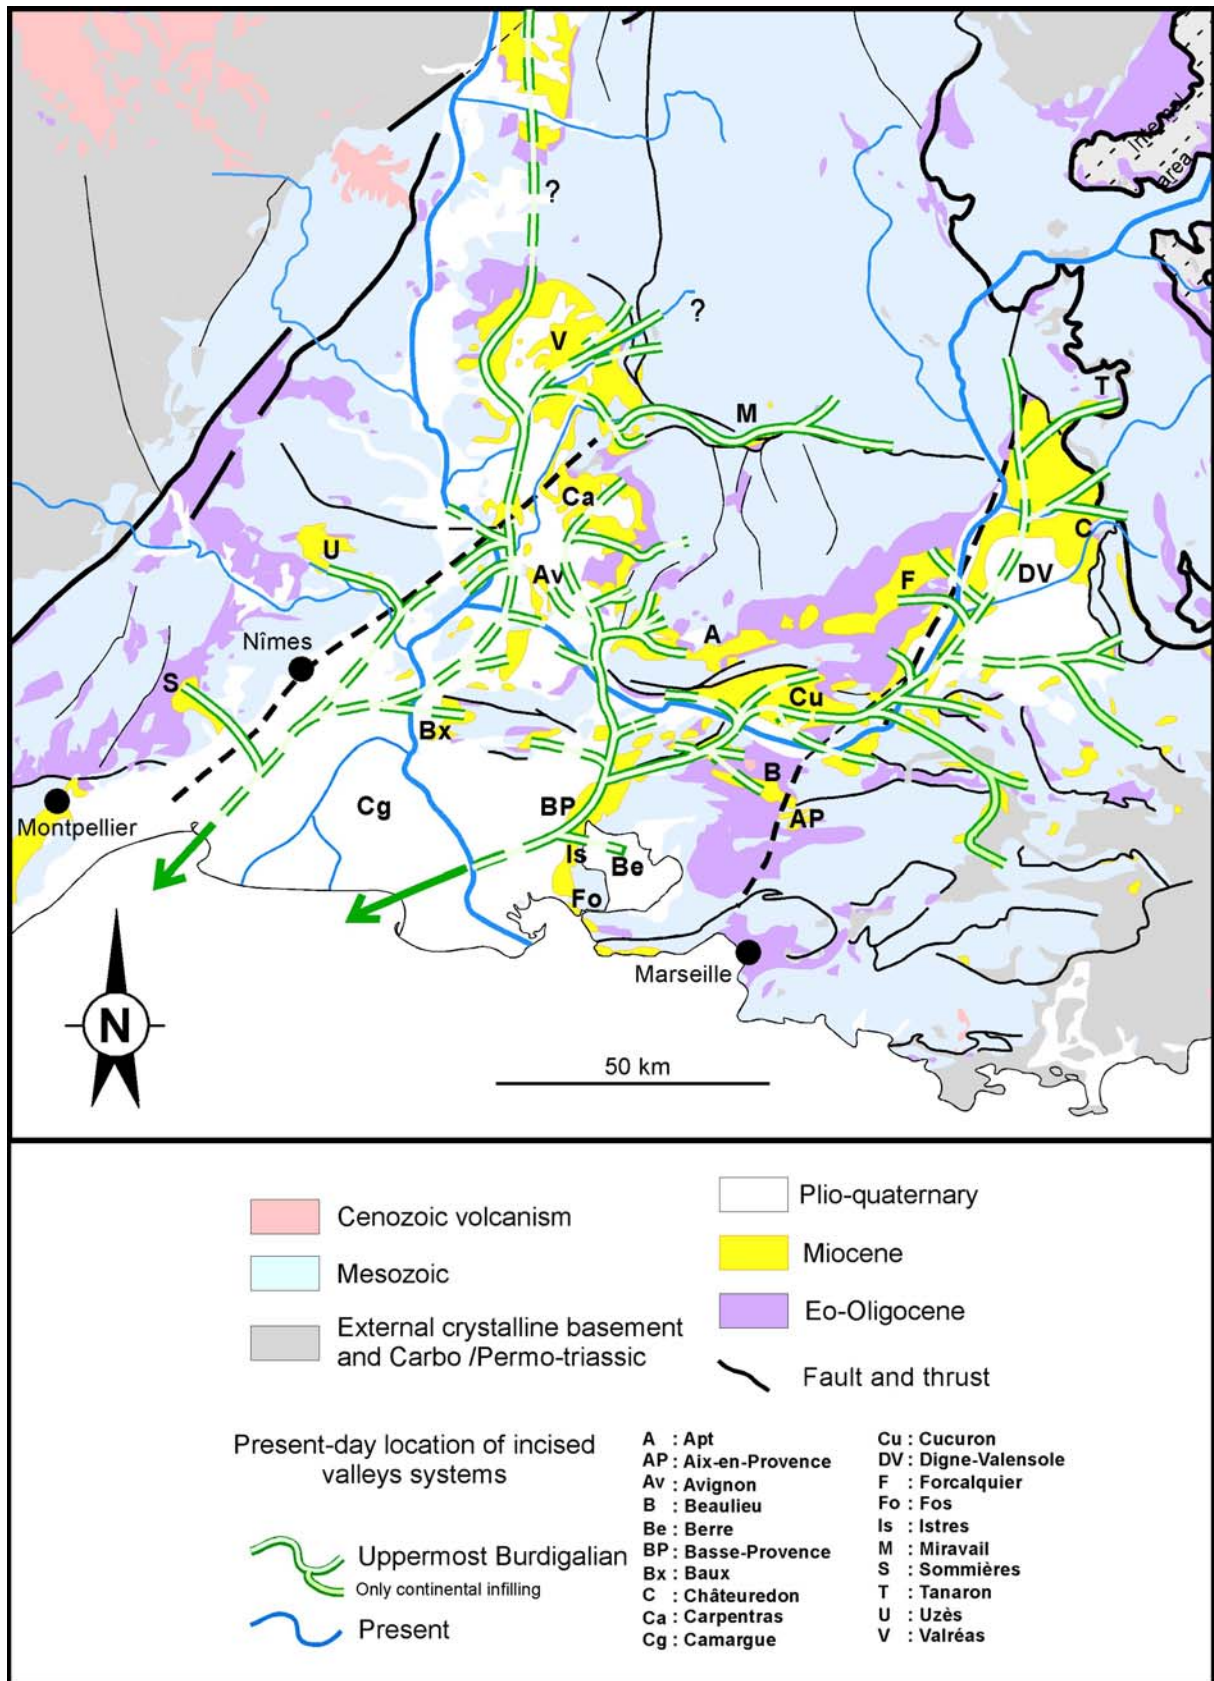 Internal
area
?
?
V
T
M
Ca
C
U
Av
DV
F
A
Nîmes
S
Cu
Bx
B
Cg
BP
AP
Montpellier
Is
Be
Fo
Marseille
N
50 km
Cenozoic volcanism
Mesozoic
External crystalline basement
and Carbo /Permo-triassic
Plio-quaternary
Miocene
Eo-Oligocene
Fault and thrust
Present-day location of incised
valleys systems
Uppermost Burdigalian
Only continental infilling
Present
A : Apt
AP : Aix-en-Provence
Av : Avignon
B : Beaulieu
Be : Berre
BP : Basse-Provence
Bx : Baux
C : Châteuredon
Ca : Carpentras
Cg : Camargue
Cu : Cucuron
DV : Digne-Valensole
F : Forcalquier
Fo : Fos
Is : Istres
M : Miravail
S : Sommières
T : Tanaron
U : Uzès
V : Valréas